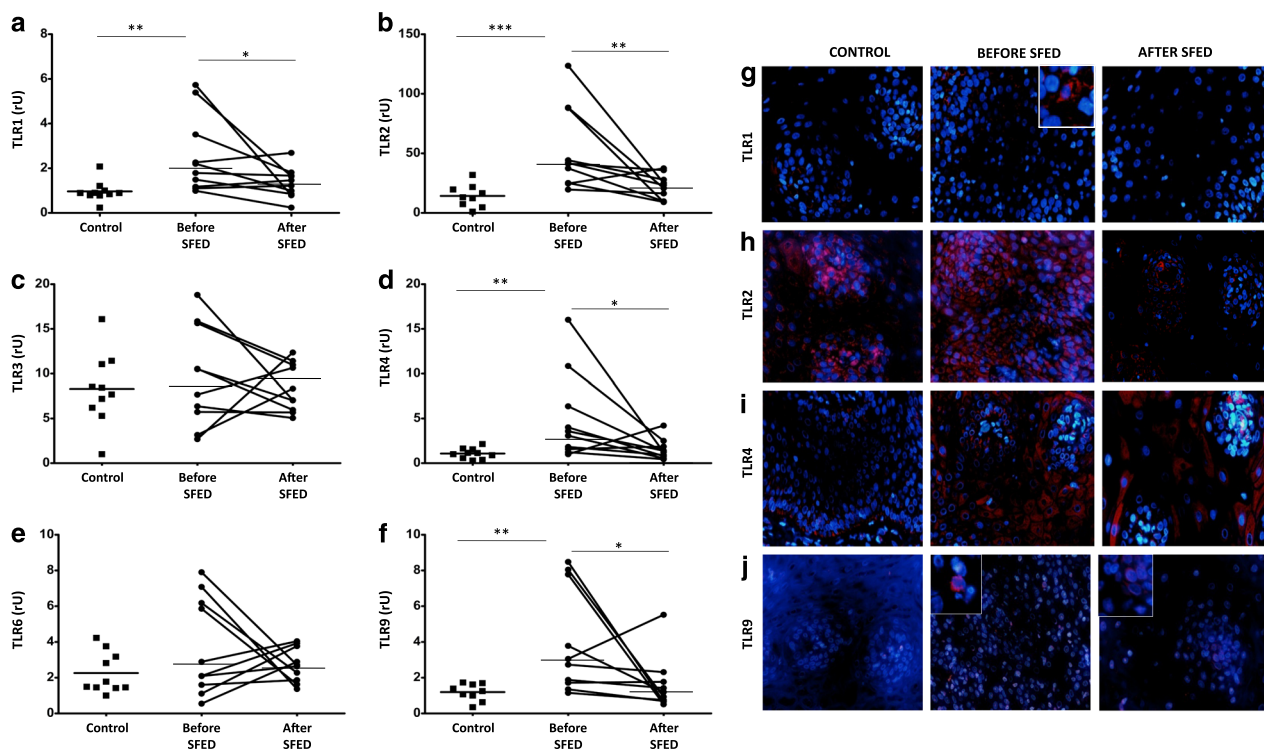 a
TLR1 (rU)
8
6
4
2
0
**
*
Control
Before
SFED
After
SFED
b
TLR2 (rU)
150
100
50
0
***
**
Control
Before
SFED
After
SFED
c
TLR3 (rU)
20
15
10
5
0
Control
Before
SFED
After
SFED
d
TLR4 (rU)
20
15
10
5
0
**
*
Control
Before
SFED
After
SFED
e
TLR6 (rU)
10
8
6
4
2
0
Control
Before
SFED
After
SFED
f
TLR9 (rU)
10
8
6
4
2
0
**
*
Control
Before
SFED
After
SFED
CONTROL
BEFORE SFED
AFTER SFED
g
TLR1
h
TLR2
i
TLR4
j
TLR9